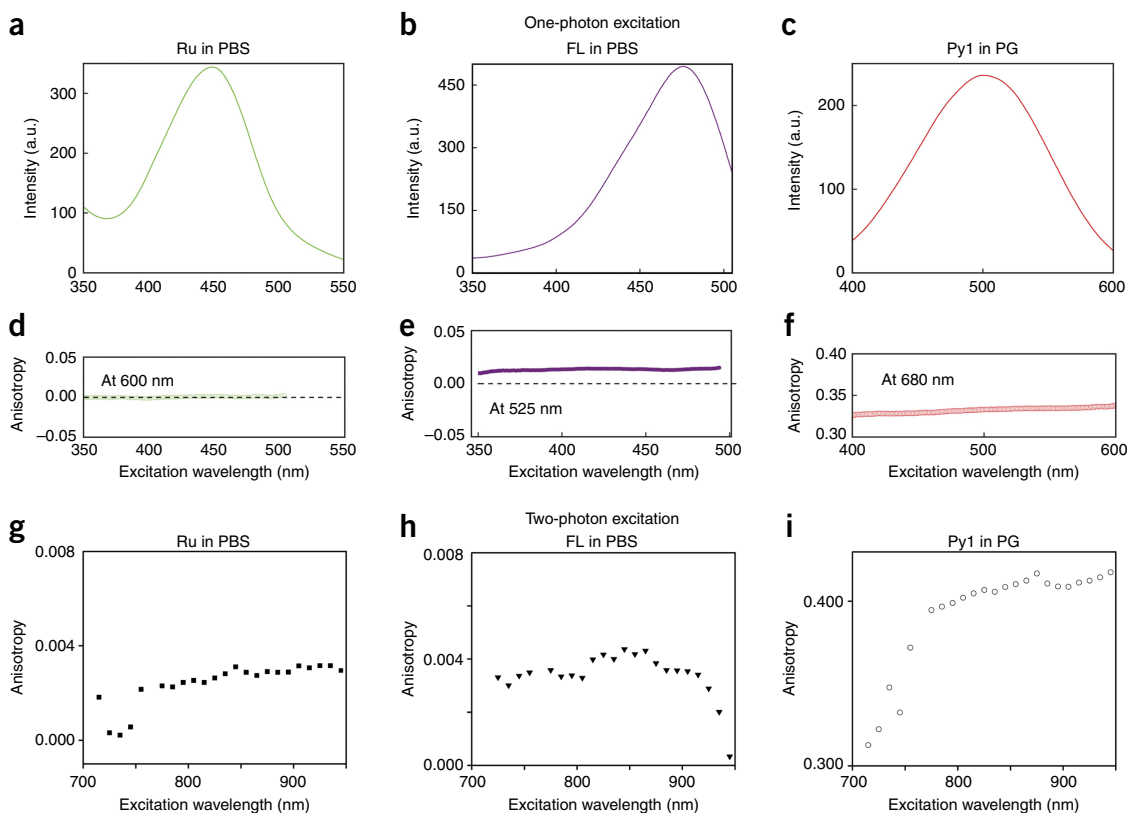 a
b
One-photon excitation
c
Ru in PBS
FL in PBS
Py1 in PG
Intensity (a.u.)
300
200
100
0
350 400 450 500 550
Intensity (a.u.)
450
300
150
0
350 400 450 500
Intensity (a.u.)
200
100
0
400 500 600
d
e
f
Anisotropy
0.05
0.00
–0.05
At 600 nm
350 400 450 500 550
Excitation wavelength (nm)
Anisotropy
0.05
0.00
–0.05
At 525 nm
350 400 450 500
Excitation wavelength (nm)
Anisotropy
0.40
0.35
0.30
At 680 nm
400 500 600
Excitation wavelength (nm)
g
h
Two-photon excitation
i
Ru in PBS
FL in PBS
Py1 in PG
Anisotropy
0.008
0.004
0.000
700 800 900
Excitation wavelength (nm)
Anisotropy
0.008
0.004
0.000
700 800 900
Excitation wavelength (nm)
Anisotropy
0.400
0.300
700 800 900
Excitation wavelength (nm)